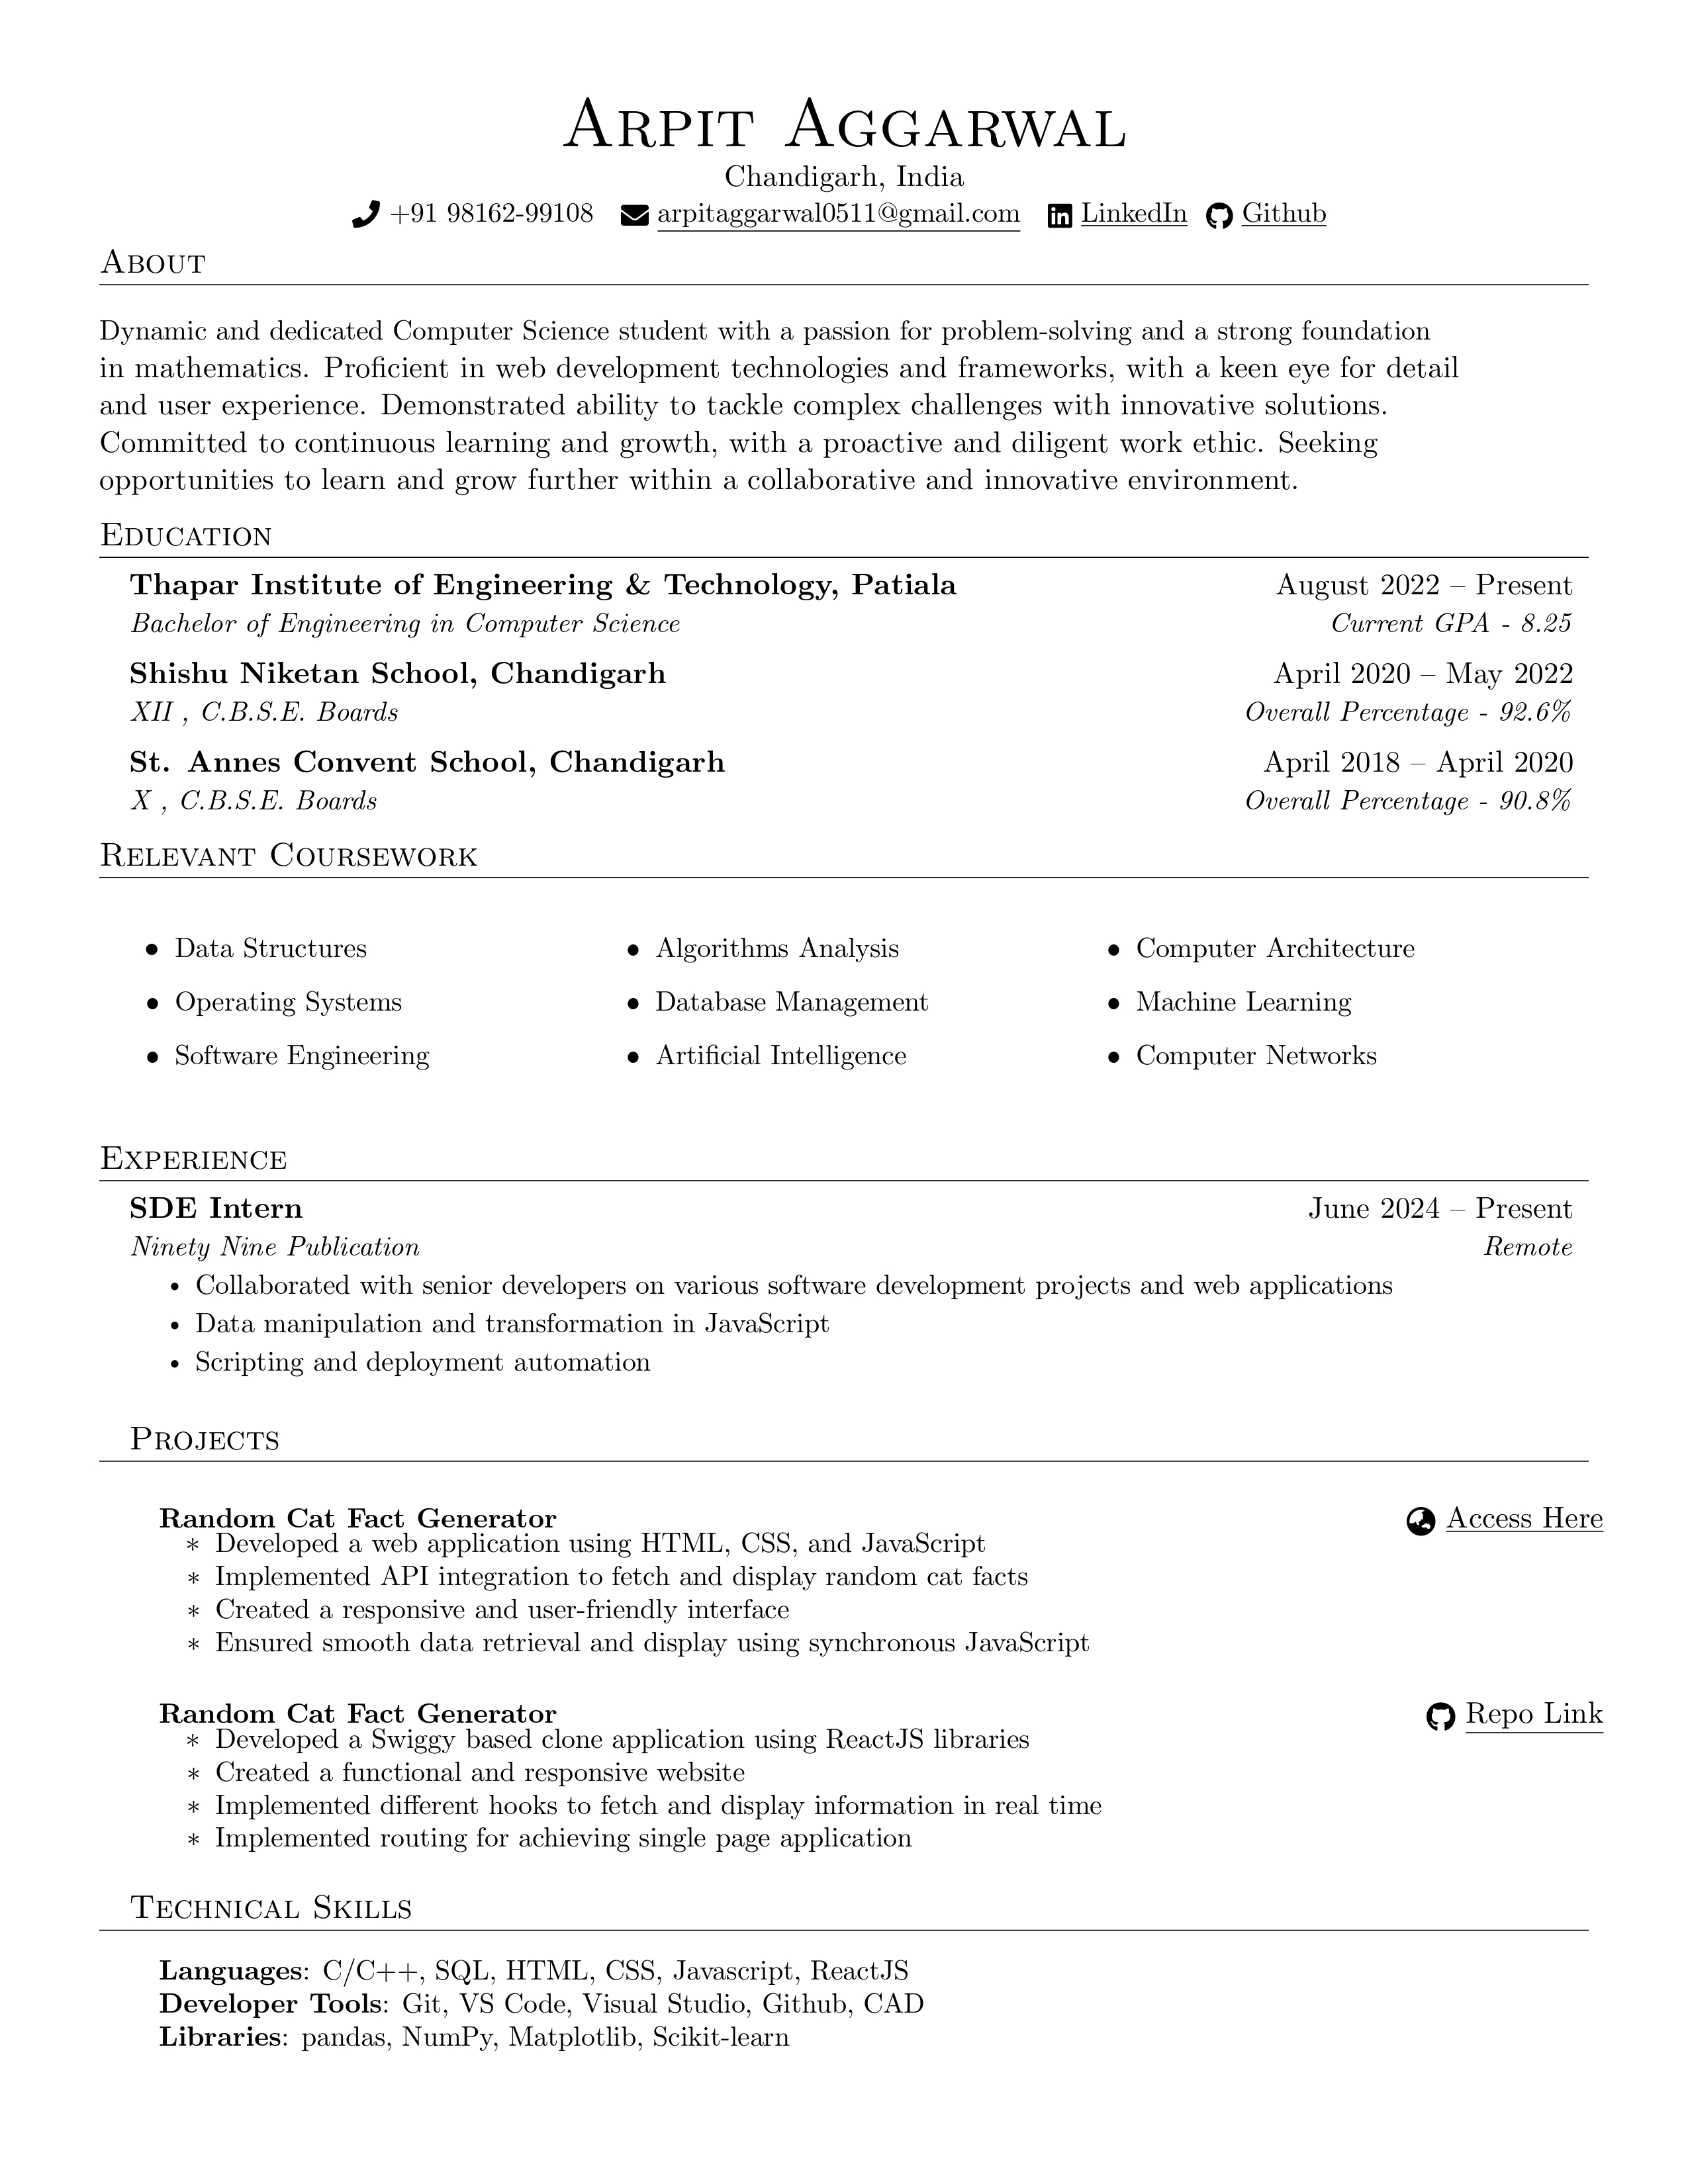 Arpit Aggarwal
Chandigarh, India
+91 98162-99108 arpitaggarwal0511@gmail.com LinkedIn Github
About
Dynamic and dedicated Computer Science student with a passion for problem-solving and a strong foundation
in mathematics. Proficient in web development technologies and frameworks, with a keen eye for detail
and user experience. Demonstrated ability to tackle complex challenges with innovative solutions.
Committed to continuous learning and growth, with a proactive and diligent work ethic. Seeking
opportunities to learn and grow further within a collaborative and innovative environment.
Education
Thapar Institute of Engineering & Technology, Patiala August 2022 – Present
Bachelor of Engineering in Computer Science Current GPA - 8.25
Shishu Niketan School, Chandigarh April 2020 – May 2022
XII , C.B.S.E. Boards Overall Percentage - 92.6%
St. Annes Convent School, Chandigarh April 2018 – April 2020
X , C.B.S.E. Boards Overall Percentage - 90.8%
Relevant Coursework
• Data Structures • Algorithms Analysis • Computer Architecture
• Operating Systems • Database Management • Machine Learning
• Software Engineering • Artificial Intelligence • Computer Networks
Experience
SDE Intern June 2024 – Present
Ninety Nine Publication Remote
• Collaborated with senior developers on various software development projects and web applications
• Data manipulation and transformation in JavaScript
• Scripting and deployment automation
Projects
Random Cat Fact Generator Access Here
∗ Developed a web application using HTML, CSS, and JavaScript
∗ Implemented API integration to fetch and display random cat facts
∗ Created a responsive and user-friendly interface
∗ Ensured smooth data retrieval and display using synchronous JavaScript
Random Cat Fact Generator Repo Link
∗ Developed a Swiggy based clone application using ReactJS libraries
∗ Created a functional and responsive website
∗ Implemented different hooks to fetch and display information in real time
∗ Implemented routing for achieving single page application
Technical Skills
Languages: C/C++, SQL, HTML, CSS, Javascript, ReactJS
Developer Tools: Git, VS Code, Visual Studio, Github, CAD
Libraries: pandas, NumPy, Matplotlib, Scikit-learn